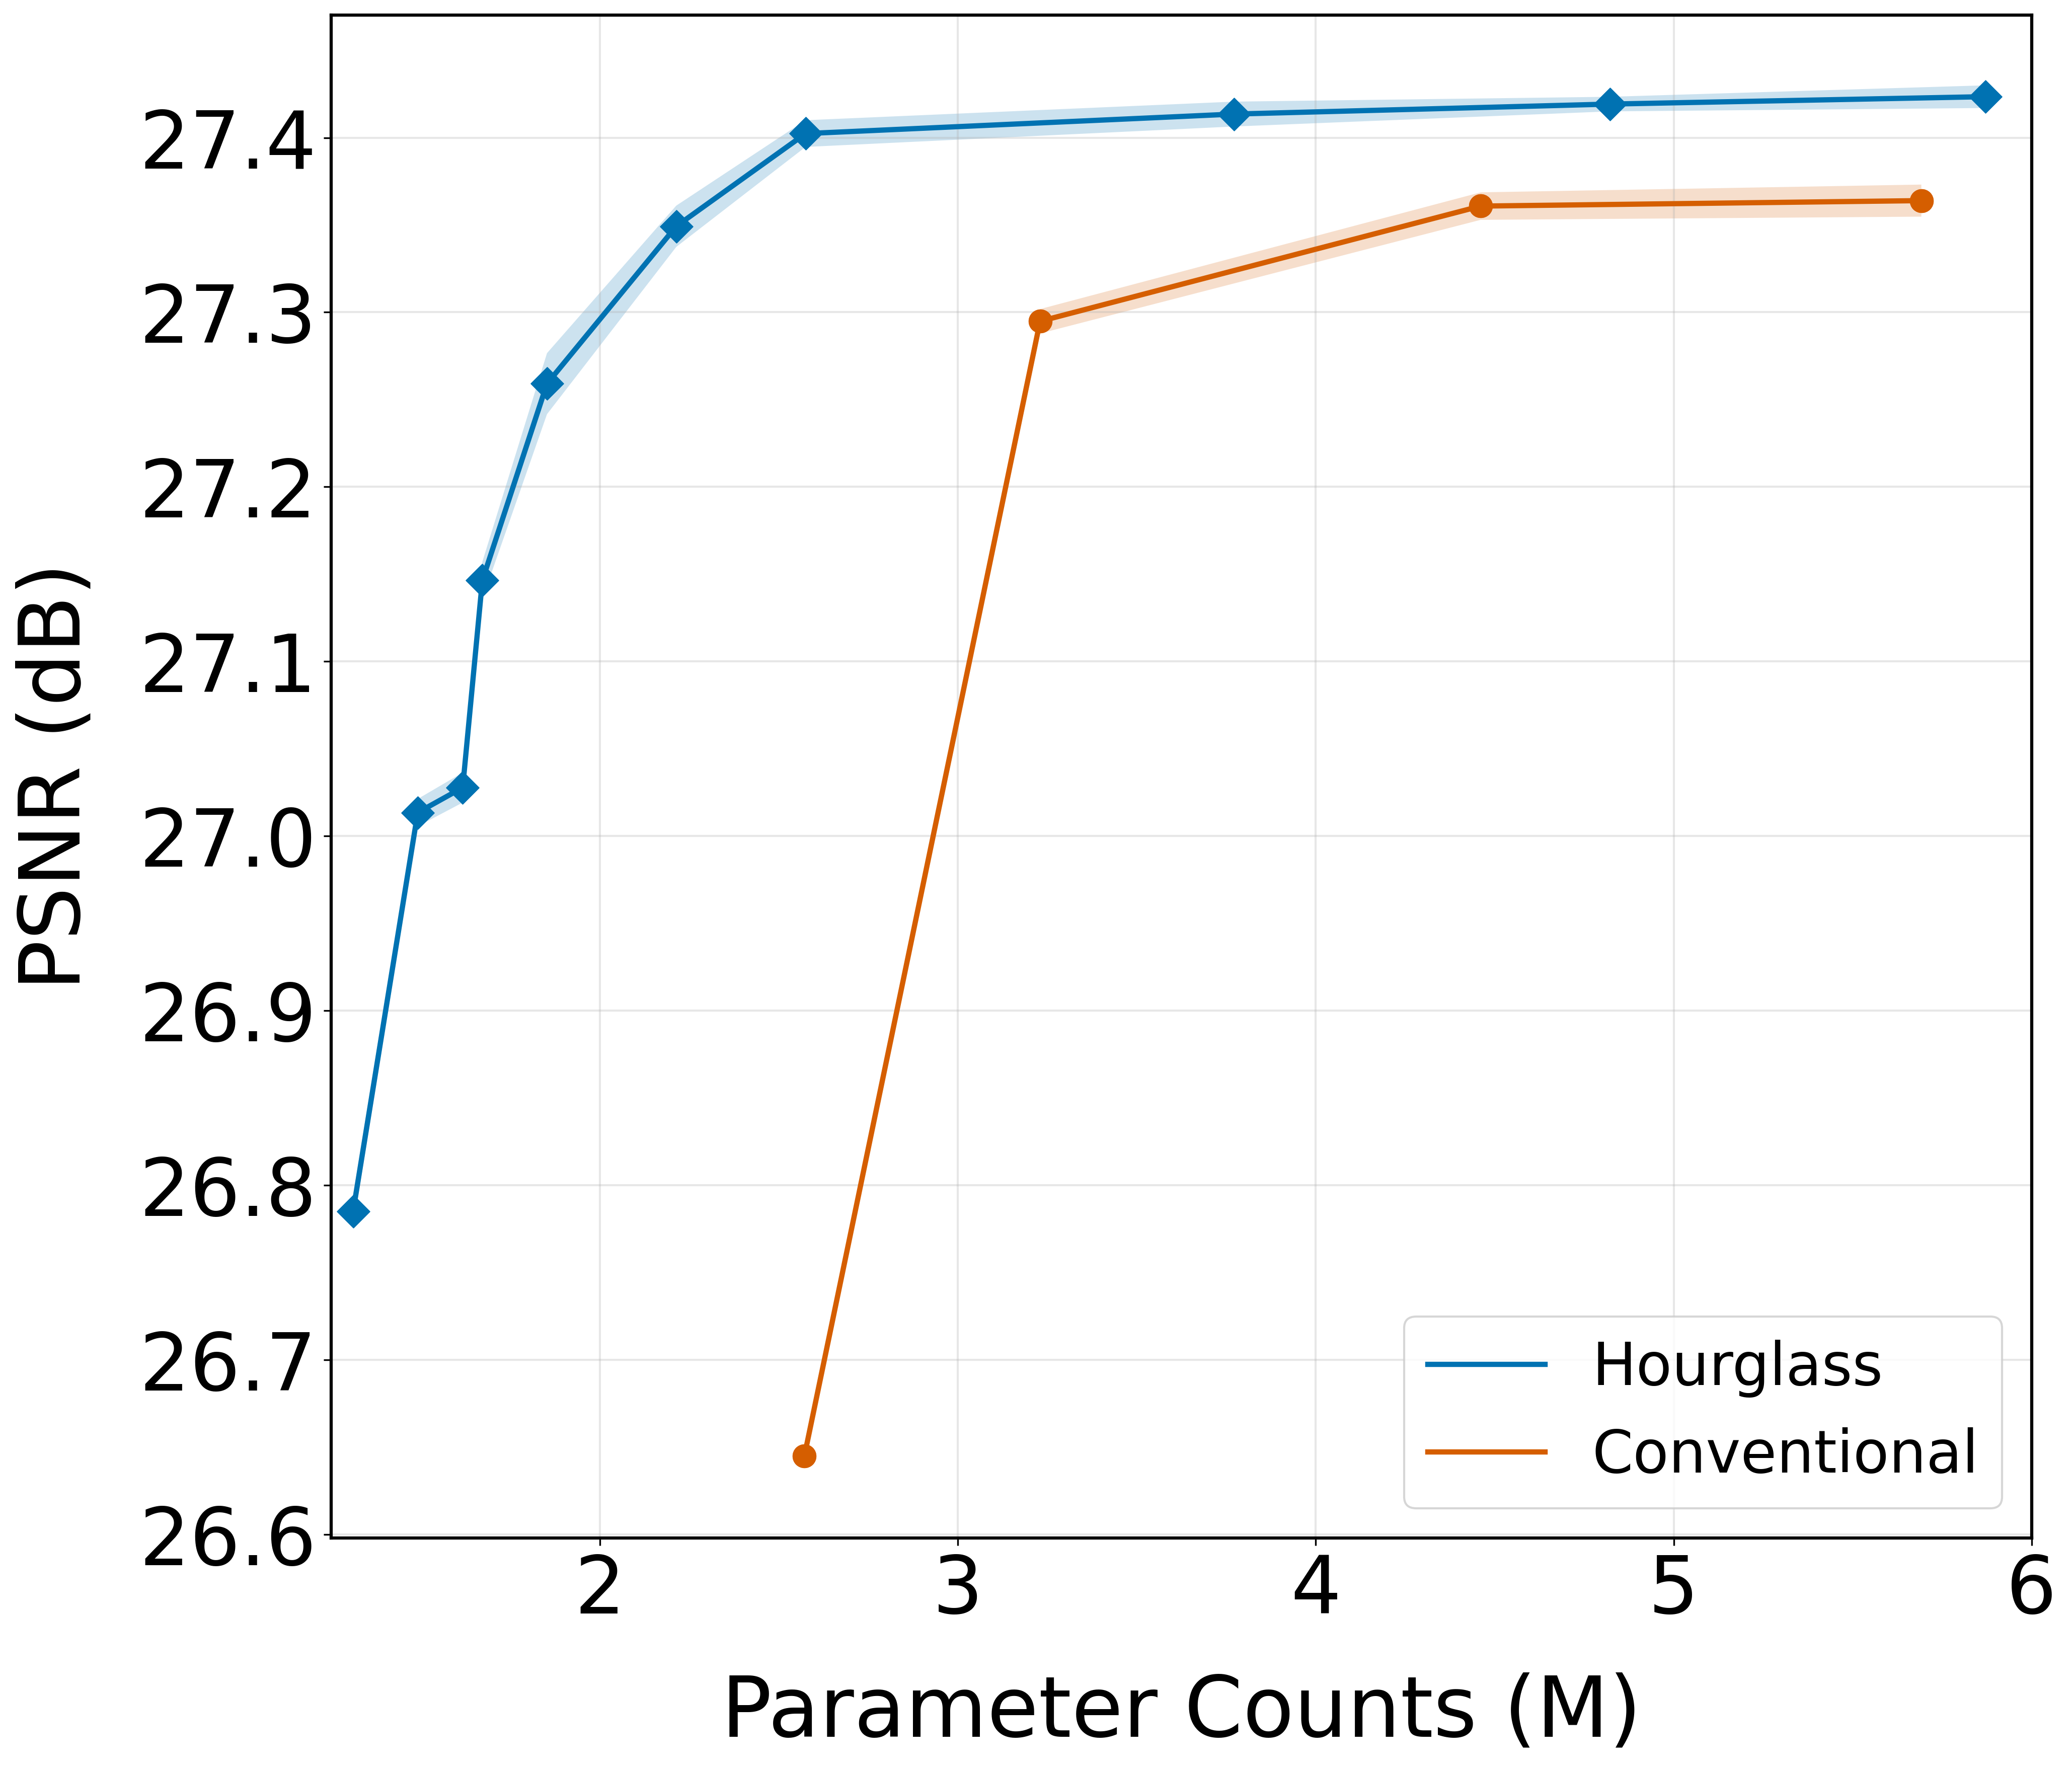 27.4
27.3
27.2
27.1
27.0
26.9
26.8
26.7
26.6
PSNR (dB)
Hourglass
Conventional
2 3 4 5 6
Parameter Counts (M)